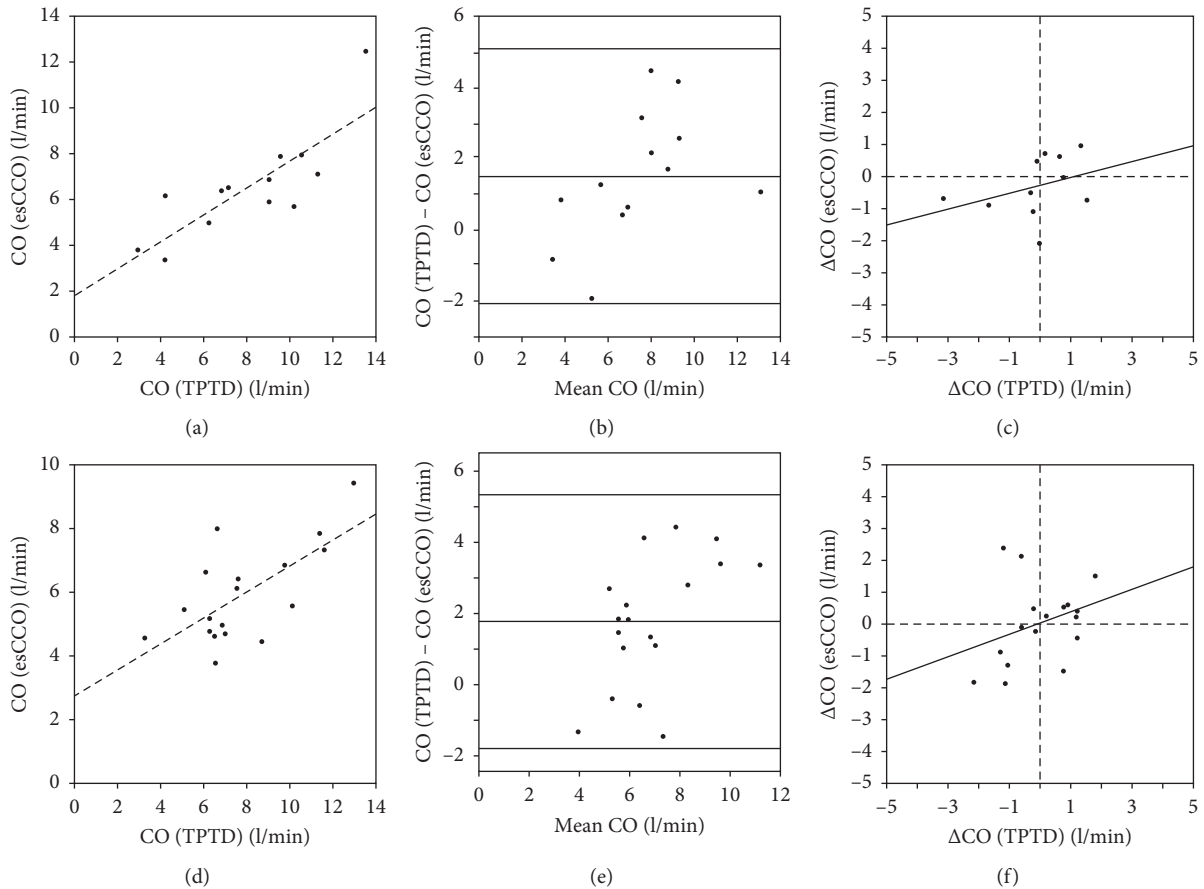 CO (esCCO) (l/min)
14
12
10
8
6
4
2
0
0 2 4 6 8 10 12 14
CO (TPTD) (l/min)
(a)
CO (TPTD) – CO (esCCO) (l/min)
6
4
2
0
–2
0 2 4 6 8 10 12 14
Mean CO (l/min)
(b)
ΔCO (esCCO) (l/min)
5
4
3
2
1
0
–1
–2
–3
–4
–5
–5 –3 –1 1 3 5
ΔCO (TPTD) (l/min)
(c)
CO (esCCO) (l/min)
10
8
6
4
2
0
0 2 4 6 8 10 12 14
CO (TPTD) (l/min)
(d)
CO (TPTD) – CO (esCCO) (l/min)
6
4
2
0
–2
0 2 4 6 8 10 12
Mean CO (l/min)
(e)
ΔCO (esCCO) (l/min)
5
4
3
2
1
0
–1
–2
–3
–4
–5
–5 –3 –1 1 3 5
ΔCO (TPTD) (l/min)
(f)